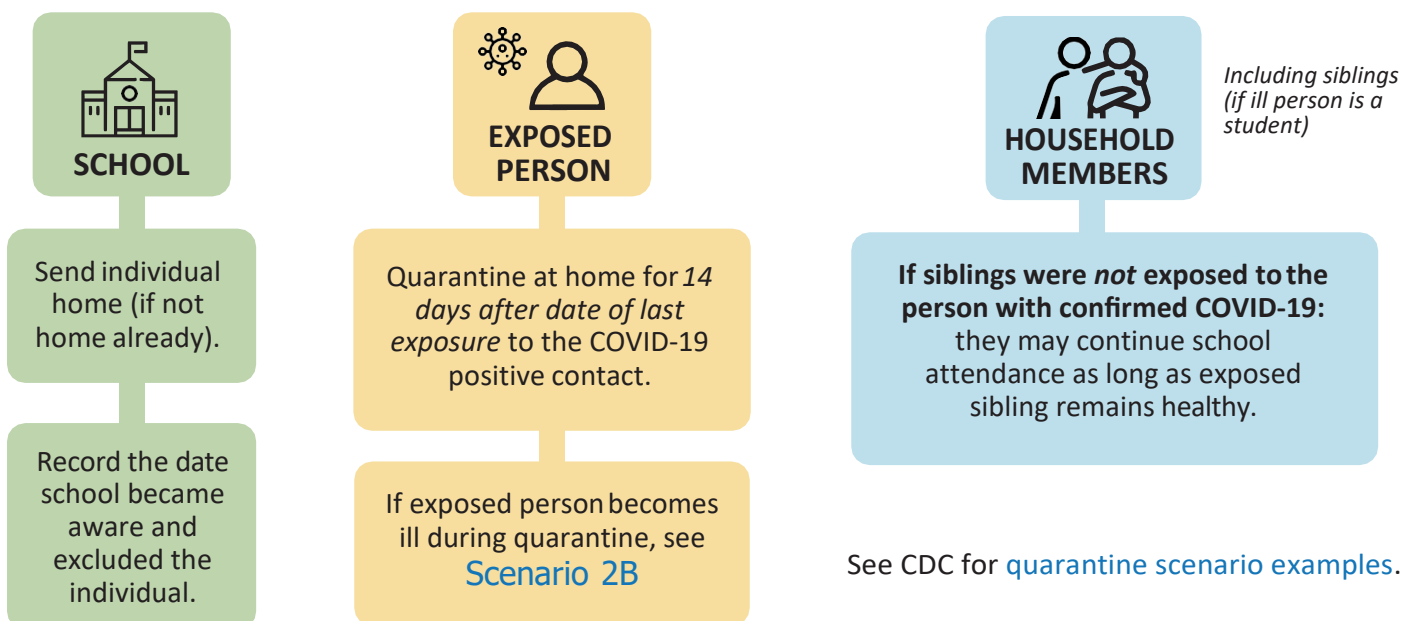 SCHOOL
Send individual
home (if not
home already).
Record the date
school became
aware and
excluded the
individual.
EXPOSED
PERSON
Quarantine at home for 14
days after date of last
exposure to the COVID-19
positive contact.
If exposed person becomes
ill during quarantine, see
Scenario 2B
HOUSEHOLD
MEMBERS
Including siblings
(if ill person is a
student)
If siblings were not exposed to the
person with confirmed COVID-19:
they may continue school
attendance as long as exposed
sibling remains healthy.
See CDC for quarantine scenario examples.